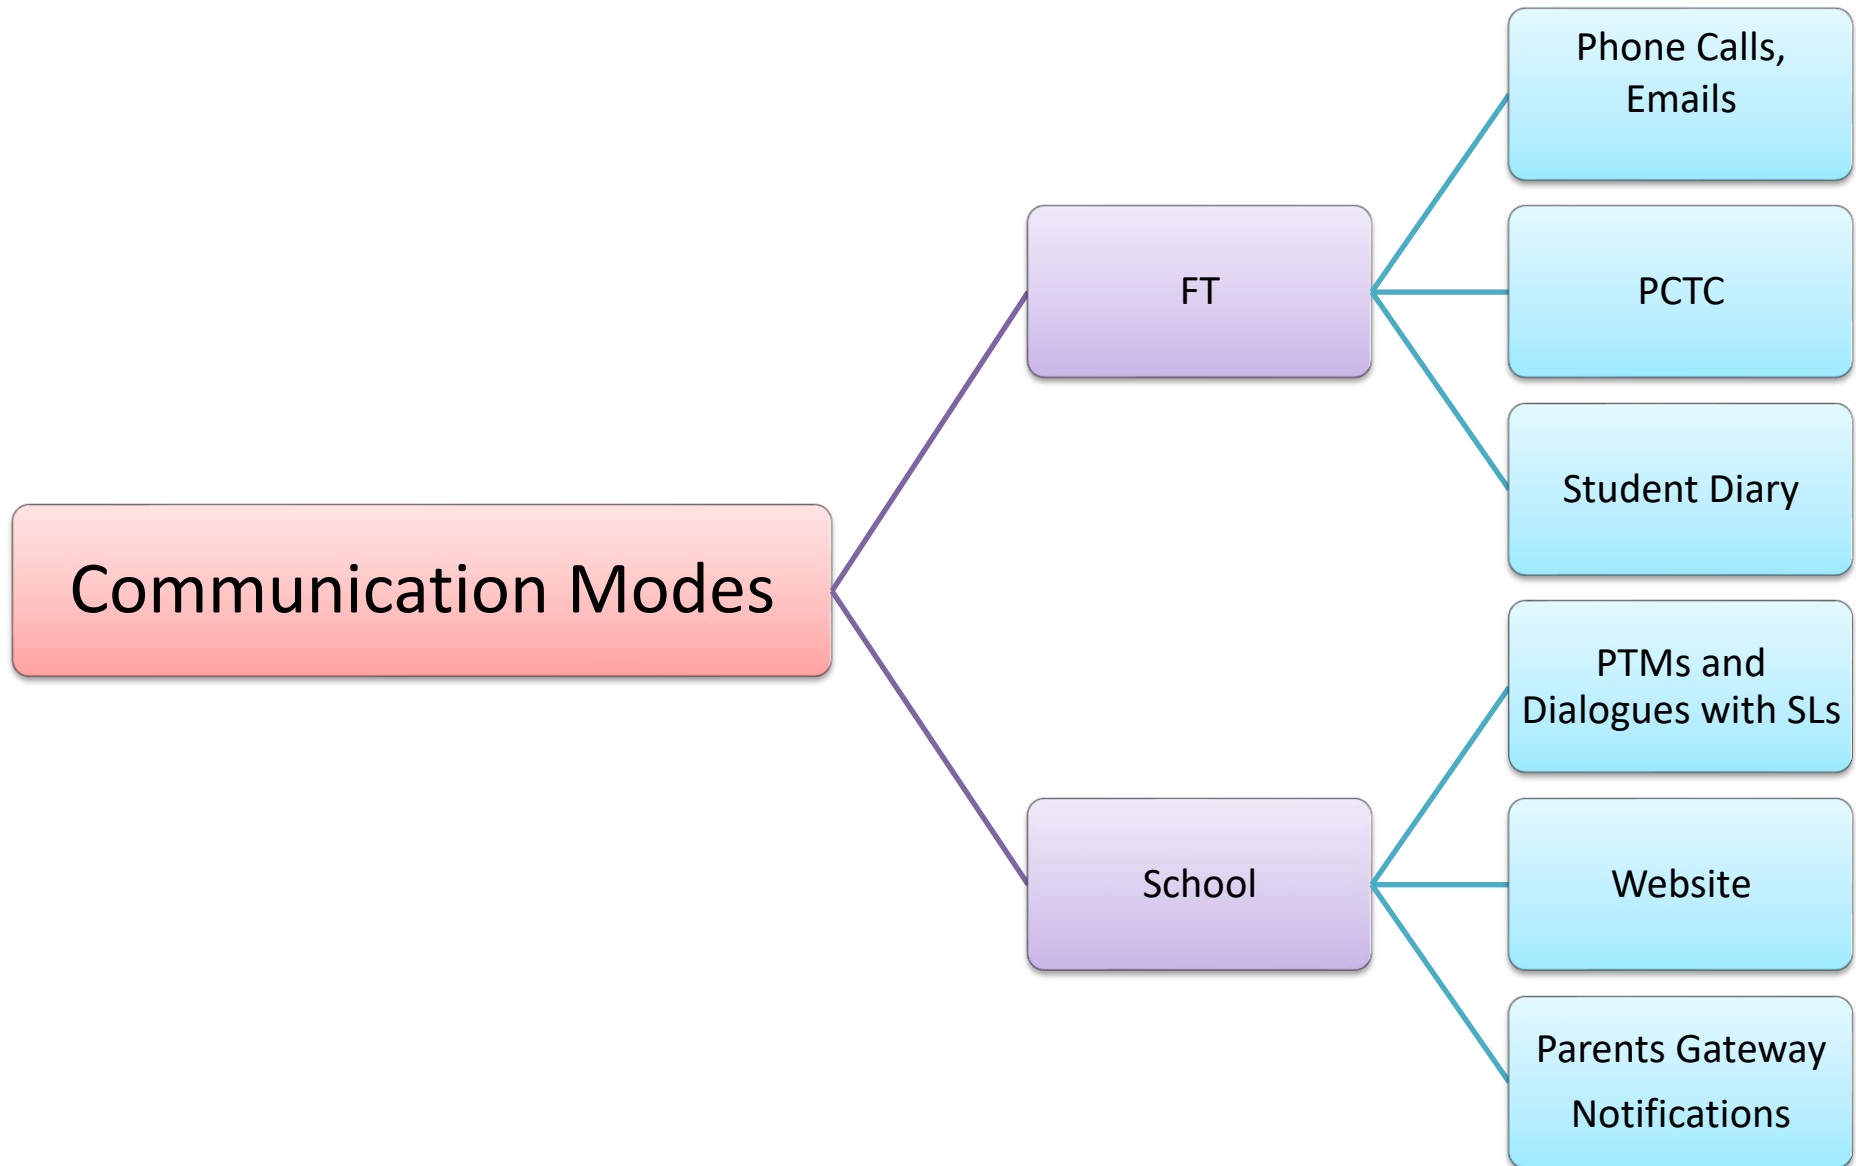 Communication Modes
FT
Phone Calls,
Emails
PCTC
Student Diary
School
PTMs and
Dialogues with SLs
Website
Parents Gateway
Notifications